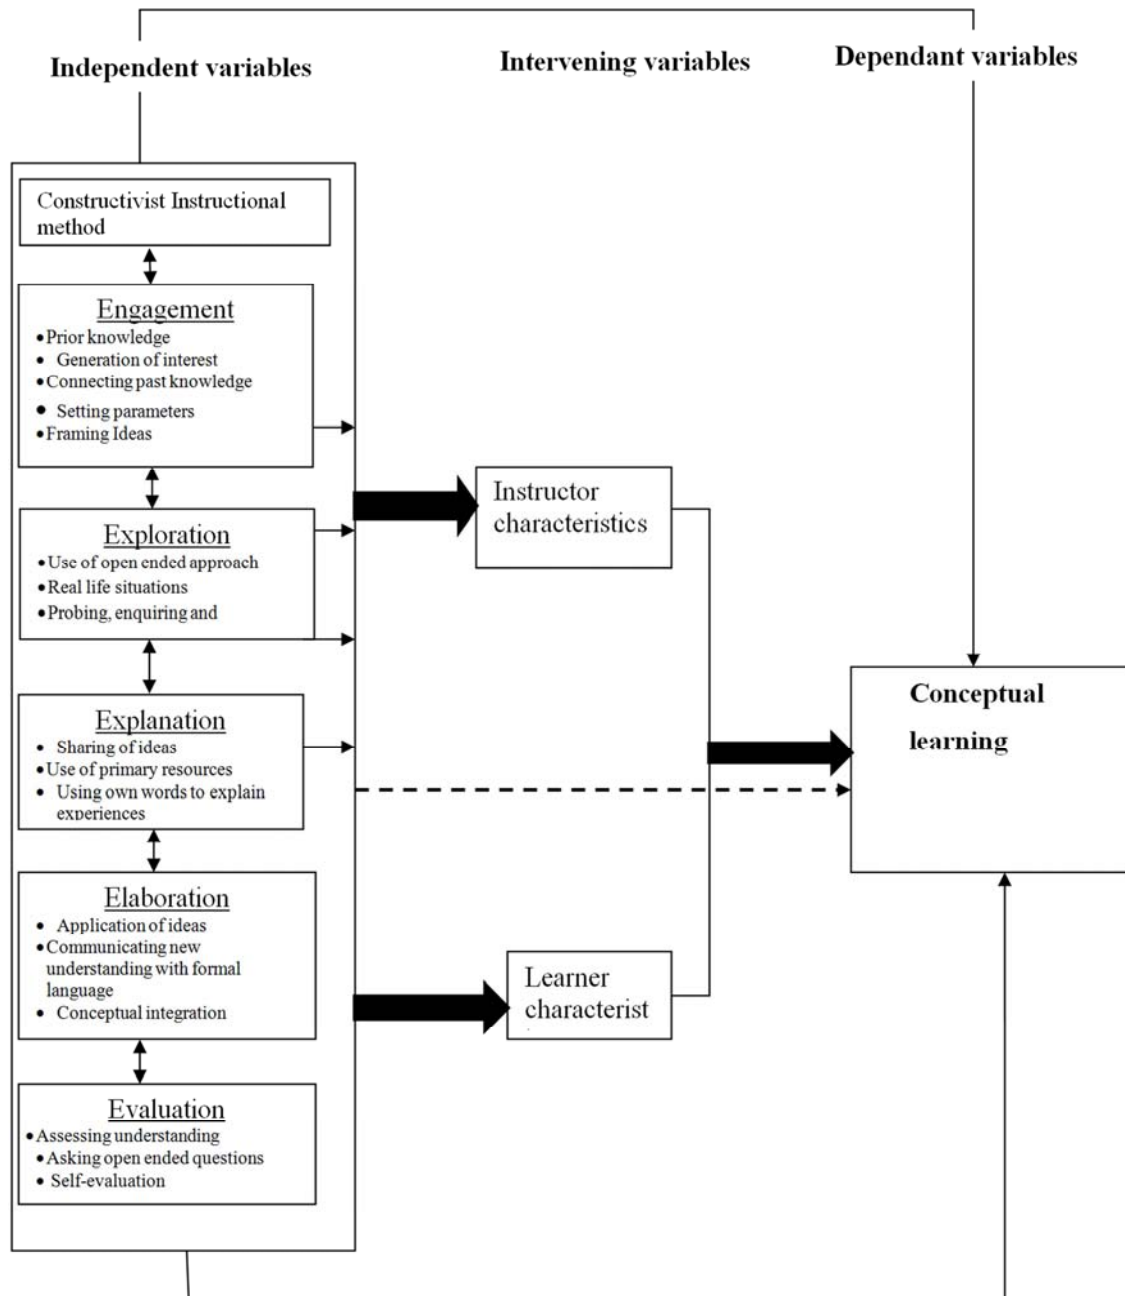 Independent variables
Intervening variables
Dependant variables
Constructivist Instructional
method
Engagement
• Prior knowledge
• Generation of interest
• Connecting past knowledge
• Setting parameters
• Framing Ideas
Exploration
• Use of open ended approach
• Real life situations
• Probing, enquiring and
Explanation
• Sharing of ideas
• Use of primary resources
• Using own words to explain
experiences
Elaboration
• Application of ideas
• Communicating new
understanding with formal
language
• Conceptual integration
Evaluation
• Assessing understanding
• Asking open ended questions
• Self-evaluation
Instructor
characteristics
Learner
characterist
Conceptual
learning